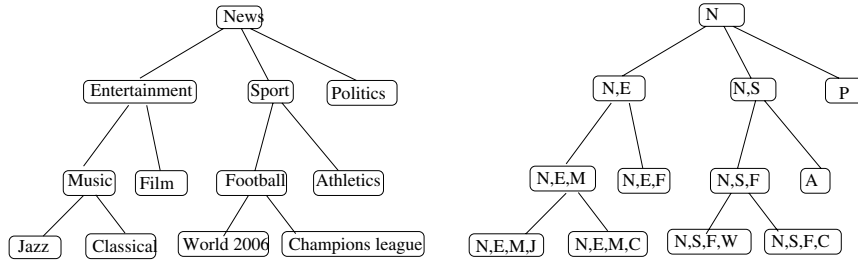 News
Entertainment
Sport
Politics
Music
Film
Football
Athletics
Jazz
Classical
World 2006
Champions league
N
N,E
N,S
P
N,E,M
N,E,F
N,S,F
A
N,E,M,J
N,E,M,C
N,S,F,W
N,S,F,C